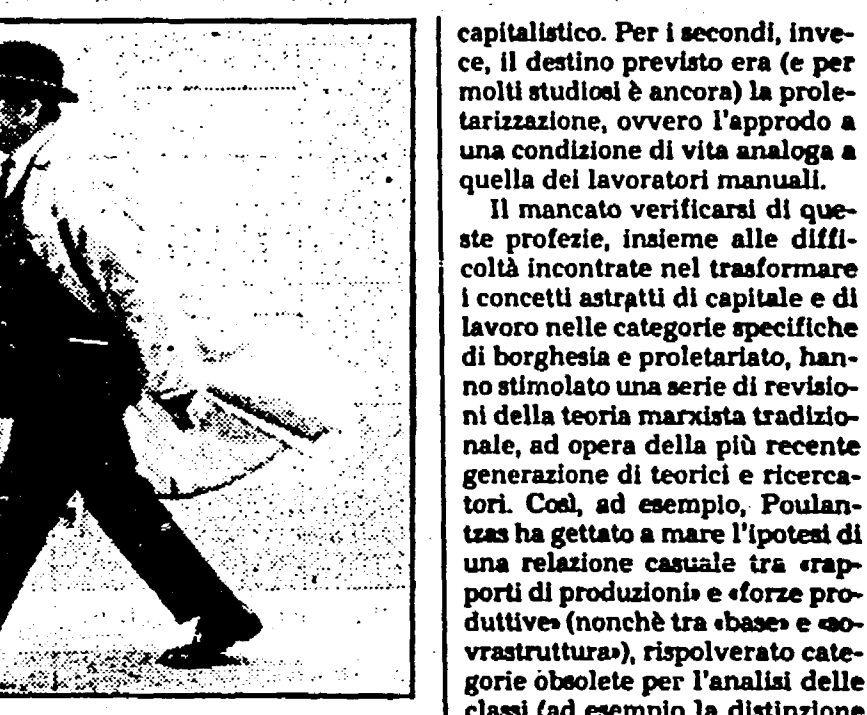 capitalistico. Per i secondi, inve-
ce, il destino previsto era (e per
molti studiosi è ancora) la prole-
tarizzazione, ovvero l'approdo a
una condizione di vita analoga a
quella dei lavoratori manuali.
Il mancato verificarsi di que-
ste profezie, insieme alle diffi-
coltà incontrate nel trasformare
i concetti astratti di capitale e di
lavoro nelle categorie specifiche
di borghesia e proletariato, han-
no stimolato una serie di revisio-
ni della teoria marxista tradizio-
nale, ad opera della più recente
generazione di teorici e ricerca-
tori. Così, ad esempio, Poulan-
tzas ha gettato a mare l'ipotesi di
una relazione casuale tra «rap-
porti di produzioni» e «forze pro-
duttive» (nonchè tra «base» e «so-
vrastruttura»), rispolverato cate-
gorie obsolete per l'analisi delle
classi (ad esempio la distinzione